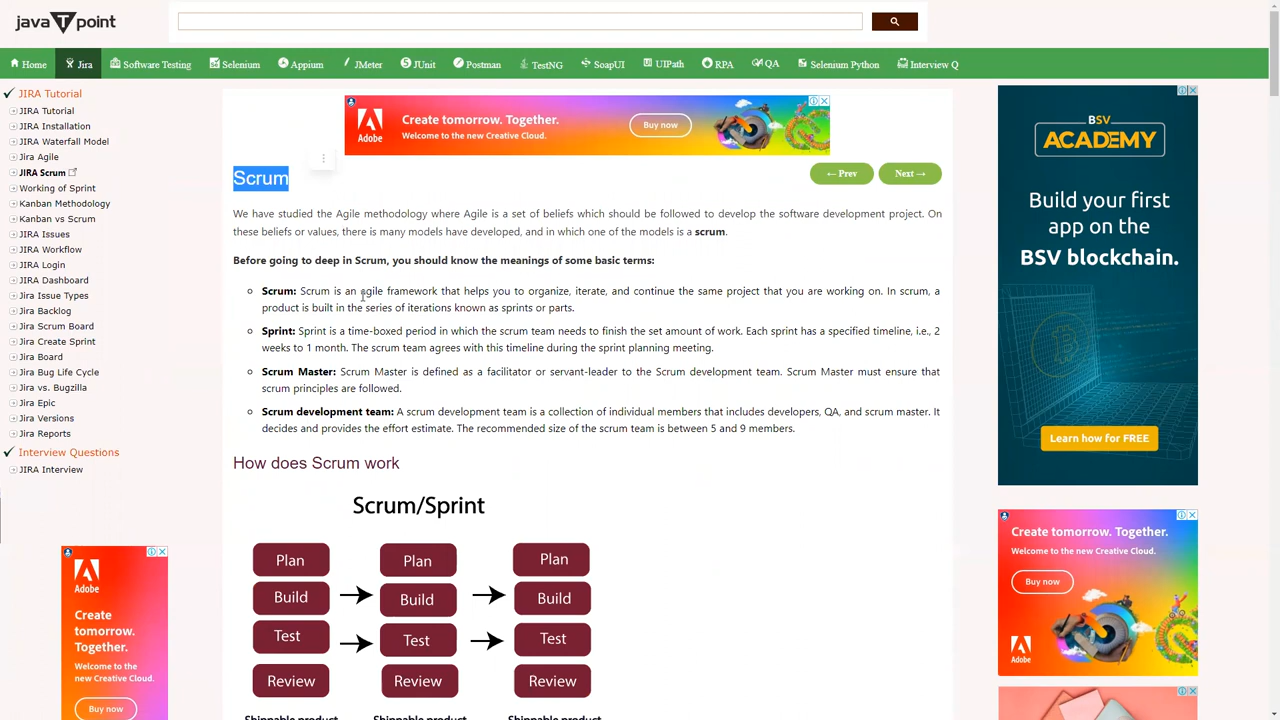 java T point
Home
Jira
Software Testing
Selenium
Appium
JMeter
JUnit
Postman
TestNG
SoapUI
UIPath
RPA
QA
Selenium Python
Interview Q
JIRA Tutorial
JIRA Tutorial
JIRA Installation
JIRA Waterfall Model
Jira Agile
JIRA Scrum
Working of Sprint
Kanban Methodology
Kanban vs Scrum
JIRA Issues
JIRA Workflow
JIRA Login
JIRA Dashboard
Jira Issue Types
Jira Backlog
Jira Scrum Board
Jira Create Sprint
Jira Board
Jira Bug Life Cycle
Jira vs. Bugzilla
Jira Epic
Jira Versions
Jira Reports
Interview Questions
JIRA Interview
Adobe
Create
tomorrow.
Together.
Welcome to the
new Creative Cloud.
Buy now
Adobe
Create tomorrow. Together.
Welcome to the new Creative Cloud.
Buy now
Scrum
← Prev
Next →
We have studied the Agile methodology where Agile is a set of beliefs which should be followed to develop the software development project. On
these beliefs or values, there is many models have developed, and in which one of the models is a scrum.
Before going to deep in Scrum, you should know the meanings of some basic terms:
Scrum: Scrum is an agile framework that helps you to organize, iterate, and continue the same project that you are working on. In scrum, a
product is built in the series of iterations known as sprints or parts.
Sprint: Sprint is a time-boxed period in which the scrum team needs to finish the set amount of work. Each sprint has a specified timeline, i.e., 2
weeks to 1 month. The scrum team agrees with this timeline during the sprint planning meeting.
Scrum Master: Scrum Master is defined as a facilitator or servant-leader to the Scrum development team. Scrum Master must ensure that
scrum principles are followed.
Scrum development team: A scrum development team is a collection of individual members that includes developers, QA, and scrum master. It
decides and provides the effort estimate. The recommended size of the scrum team is between 5 and 9 members.
How does Scrum work
Scrum/Sprint
Plan Plan Plan
Build Build Build
Test Test Test
Review Review Review
Shippable product Shippable product Shippable product
BSV
ACADEMY
Build your first
app on the
BSV blockchain.
Learn how for FREE
Create tomorrow. Together.
Welcome to the new Creative Cloud.
Buy now
Adobe